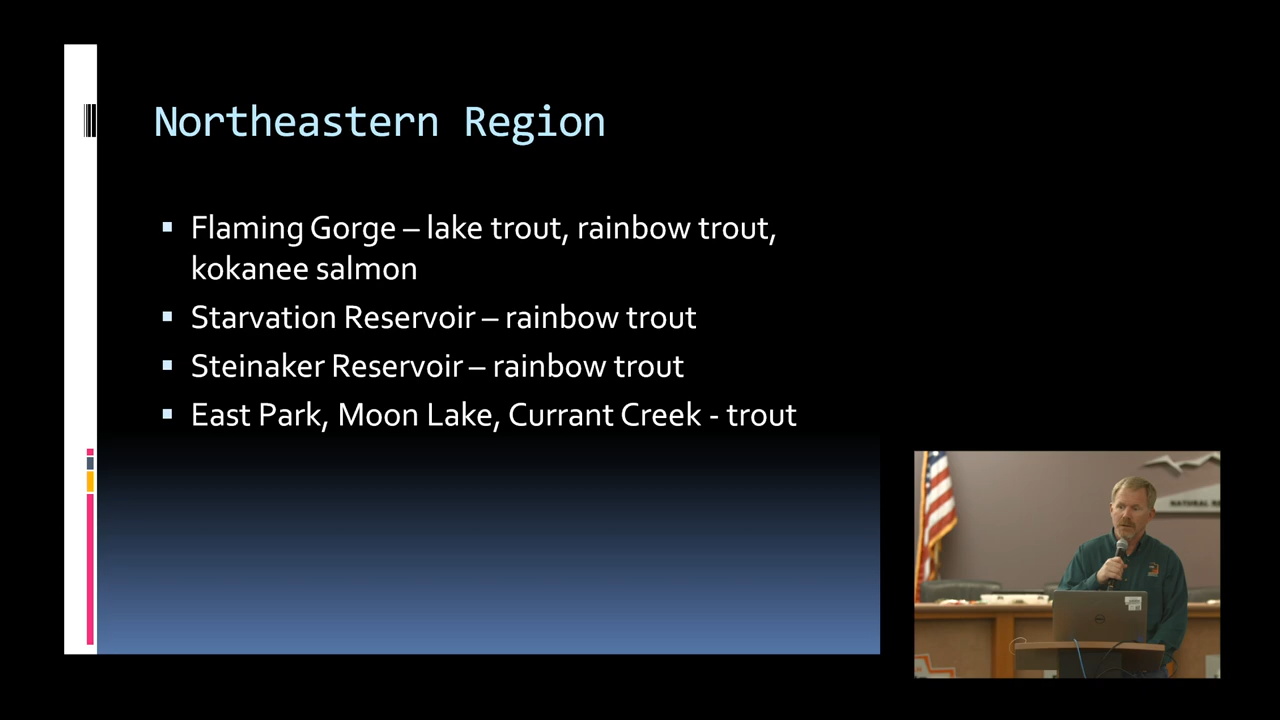 Northeastern Region
▪ Flaming Gorge – lake trout, rainbow trout,
kokanee salmon
▪ Starvation Reservoir – rainbow trout
▪ Steinaker Reservoir – rainbow trout
▪ East Park, Moon Lake, Currant Creek - trout
NATURAL